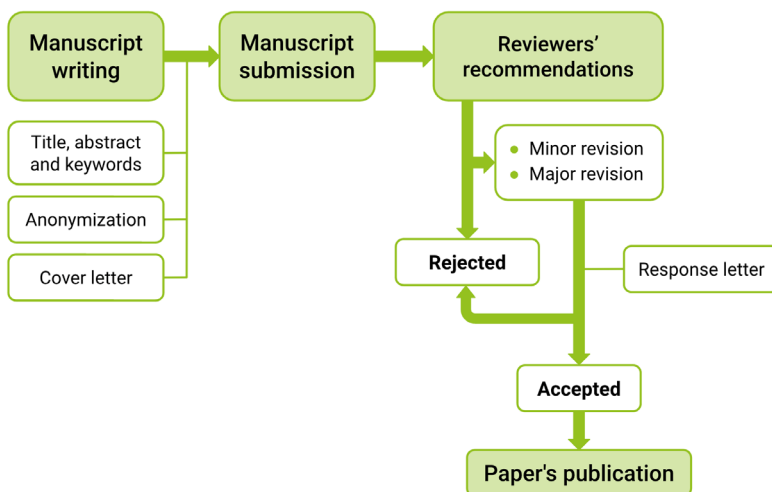 Manuscript
writing
Manuscript
submission
Reviewers’
recommendations
Title, abstract
and keywords
Anonymization
Cover letter
Minor revision
Major revision
Rejected
Response letter
Accepted
Paper's publication